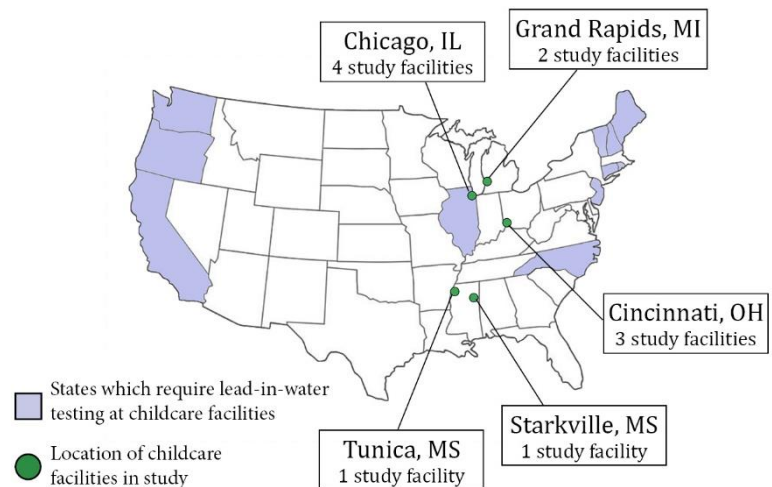 Grand Rapids, MI
2 study facilities
Chicago, IL
4 study facilities
Cincinnati, OH
3 study facilities
Starkville, MS
1 study facility
Tunica, MS
1 study facility
States which require lead-in-water
testing at childcare facilities
Location of childcare
facilities in study